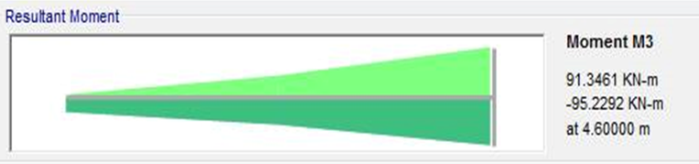 Resultant Moment
Moment M3
91.3461 KN-m
-95.2292 KN-m
at 4.60000 m